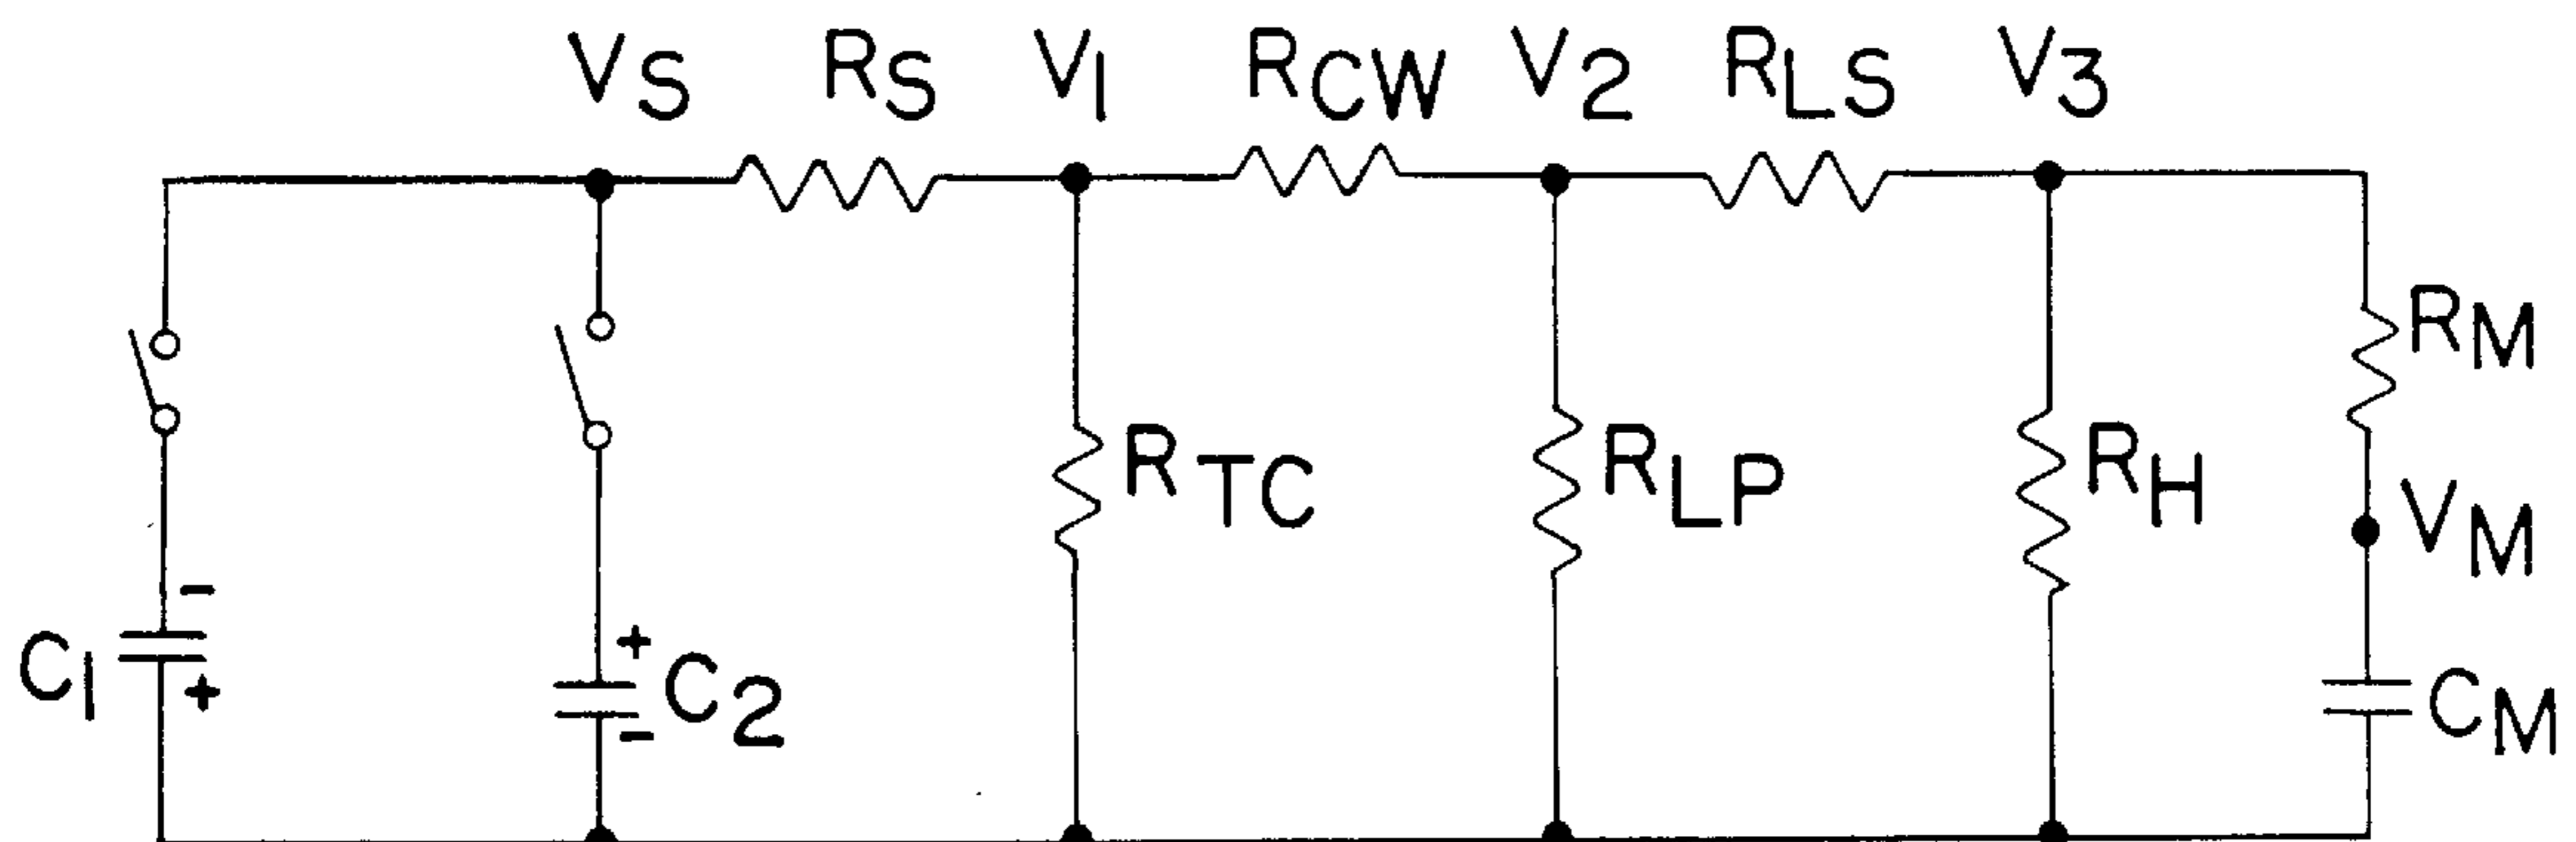 VS RS V1 RCW V2 RLS V3
RM
RTC RLP RH VM
-
C1 + C2 CM
+ -